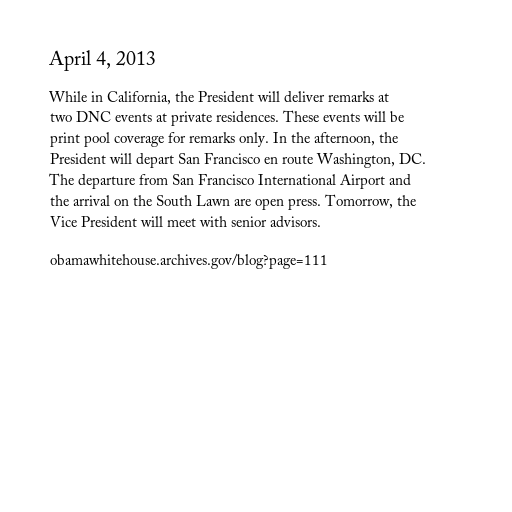 April 4, 2013
While in California, the President will deliver remarks at
two DNC events at private residences. These events will be
print pool coverage for remarks only. In the afternoon, the
President will depart San Francisco en route Washington, DC.
The departure from San Francisco International Airport and
the arrival on the South Lawn are open press. Tomorrow, the
Vice President will meet with senior advisors.
obamawhitehouse.archives.gov/blog?page=111